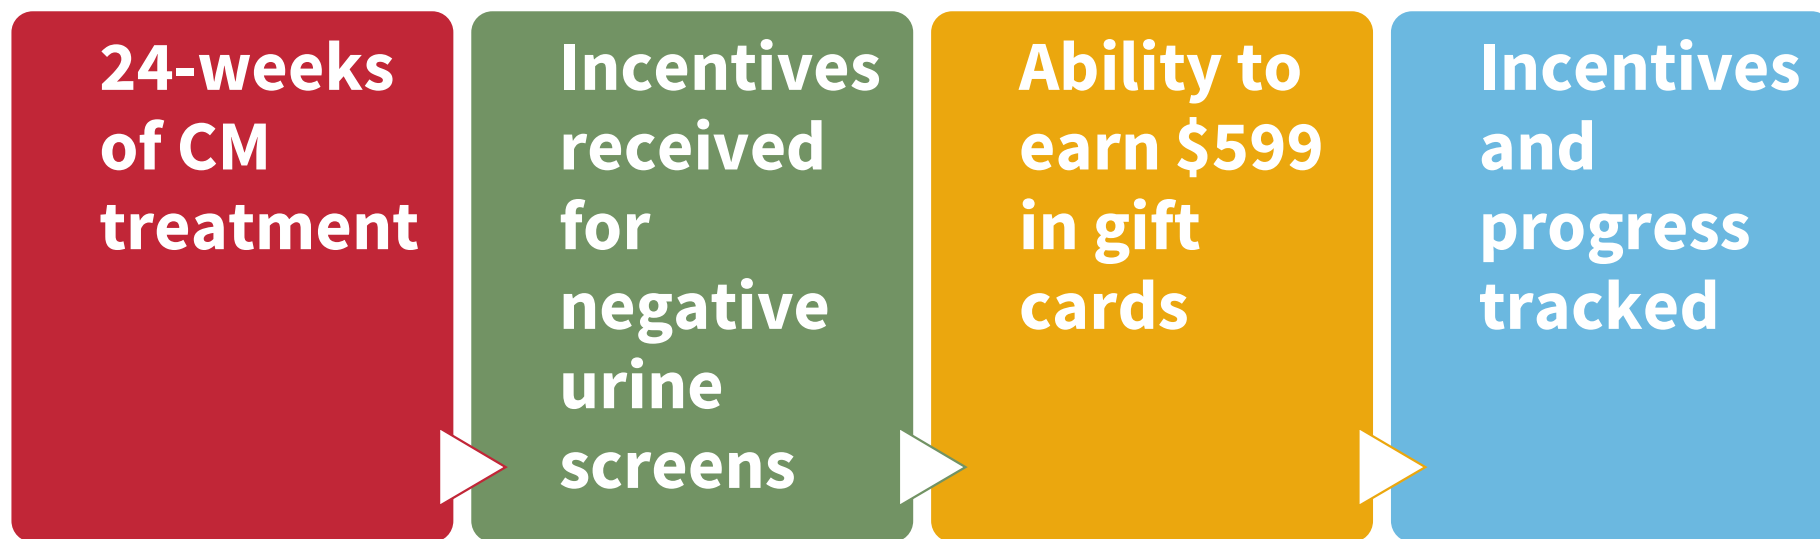 24-weeks
of CM
treatment
Incentives
received
for
negative
urine
screens
Ability to
earn $599
in gift
cards
Incentives
and
progress
tracked